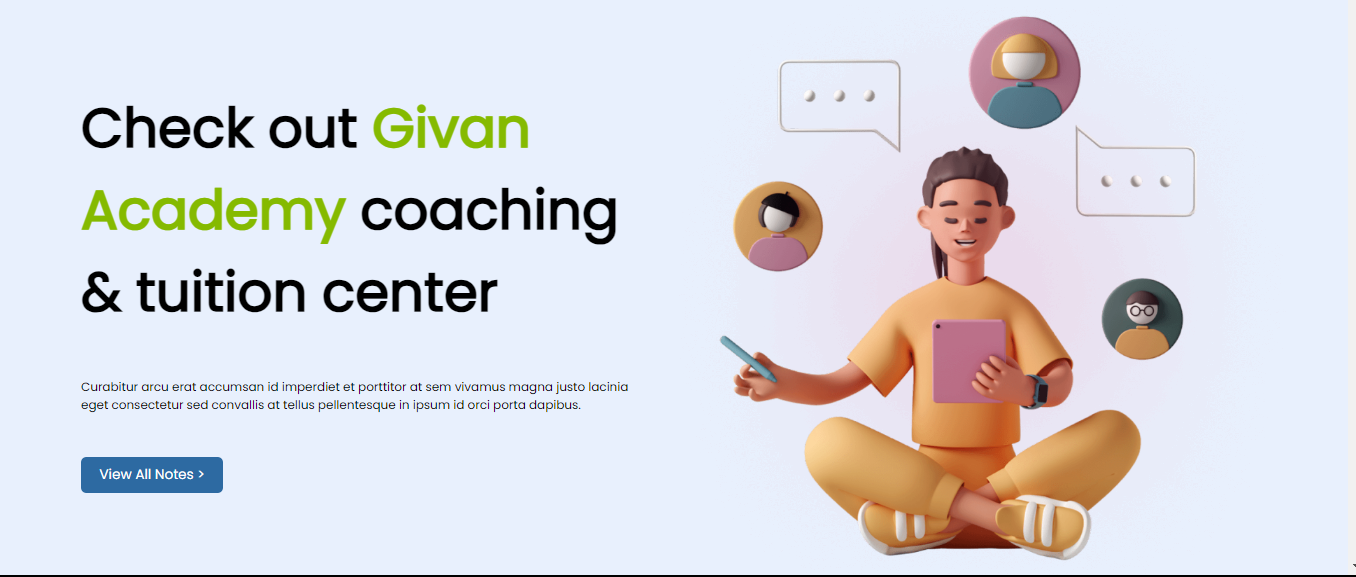 Check out Givan
Academy coaching
& tuition center
Curabitur arcu erat accumsan id imperdiet et porttitor at sem vivamus magna justo lacinia
eget consectetur sed convallis at tellus pellentesque in ipsum id orci porta dapibus.
View All Notes >